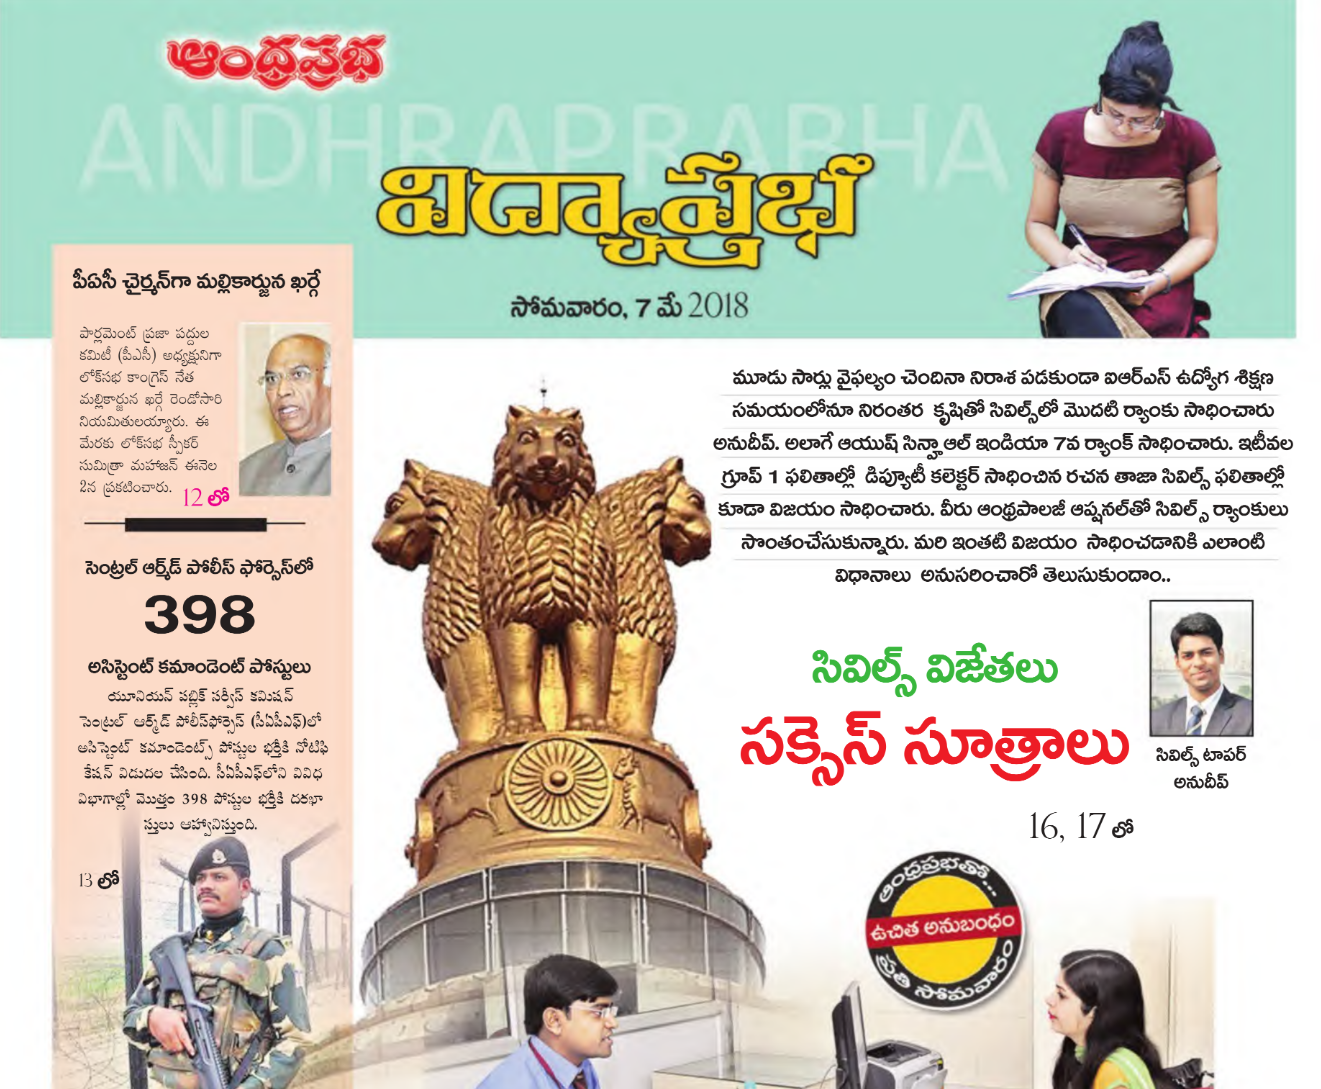 ఆంధ్రప్రభ
ANDHRAPRABHA
విద్యాప్రభ
సోమవారం, 7 మే 2018
పీఏసీ చైర్మన్‌గా మల్లికార్జున ఖర్గే
పార్లమెంట్ ప్రజా పద్దుల
కమిటీ (పీఎసీ) అధ్యక్షునిగా
లోక్‌సభ కాంగ్రెస్ నేత
మల్లికార్జున ఖర్గే రెండోసారి
నియమితులయ్యారు. ఈ
మేరకు లోక్‌సభ స్పీకర్
సుమిత్రా మహాజన్ ఈనెల
2న ప్రకటించారు.
12 లో
సెంట్రల్ ఆర్మ్‌డ్ పోలీస్ ఫోర్సెస్‌లో
398
అసిస్టెంట్ కమాండెంట్ పోస్టులు
యూనియన్ పబ్లిక్ సర్వీస్ కమిషన్
సెంట్రల్ ఆర్మ్‌డ్ పోలీస్‌ఫోర్సెస్ (సీఏపీఎఫ్)లో
అసిస్టెంట్ కమాండెంట్స్ పోస్టుల భర్తీకి నోటిఫి
కేషన్ విడుదల చేసింది. సీఏపీఎఫ్‌లోని వివిధ
విభాగాల్లో మొత్తం 398 పోస్టుల భర్తీకి దరఖా
స్తులు ఆహ్వానిస్తుంది.
13 లో
మూడు సార్లు వైఫల్యం చెందినా నిరాశ పడకుండా ఐఆర్ఎస్ ఉద్యోగ శిక్షణ
సమయంలోనూ నిరంతర కృషితో సివిల్స్‌లో మొదటి ర్యాంకు సాధించారు
అనుదీప్. అలాగే ఆయుష్ సిన్హా ఆల్ ఇండియా 7వ ర్యాంక్ సాధించారు. ఇటీవల
గ్రూప్ 1 ఫలితాల్లో డిప్యూటీ కలెక్టర్ సాధించిన రచన తాజా సివిల్స్ ఫలితాల్లో
కూడా విజయం సాధించారు. వీరు ఆంథ్రపాలజీ ఆప్షనల్‌తో సివిల్స్ ర్యాంకులు
సొంతంచేసుకున్నారు. మరి ఇంతటి విజయం సాధించడానికి ఎలాంటి
విధానాలు అనుసరించారో తెలుసుకుందాం..
సివిల్స్ విజేతలు
సక్సెస్ సూత్రాలు
సివిల్స్ టాపర్
అనుదీప్
16, 17 లో
ఆంధ్రప్రభతో...
ఉచిత అనుబంధం
ప్రతి సోమవారం